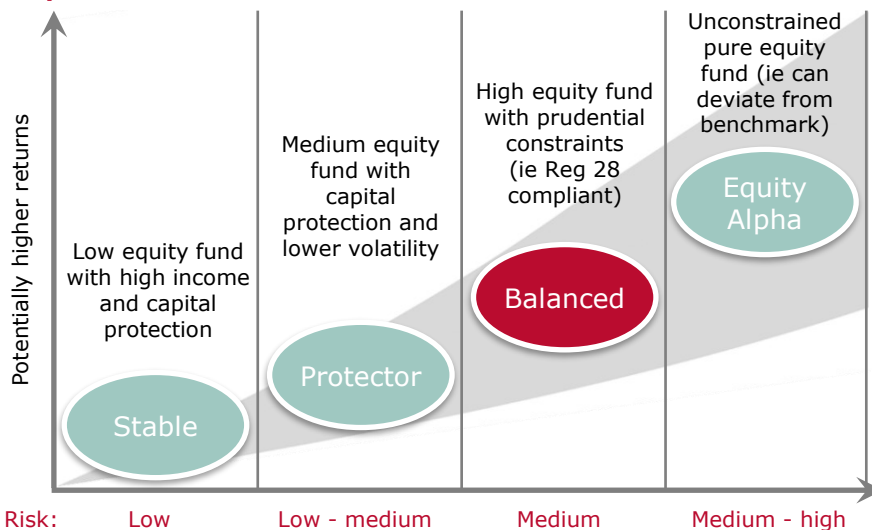 Potentially higher returns
Low equity fund
with high income
and capital
protection
Stable
Medium equity
fund with
capital
protection and
lower volatility
Protector
High equity fund
with prudential
constraints
(ie Reg 28
compliant)
Balanced
Unconstrained
pure equity
fund (ie can
deviate from
benchmark)
Equity
Alpha
Risk:
Low
Low - medium
Medium
Medium - high